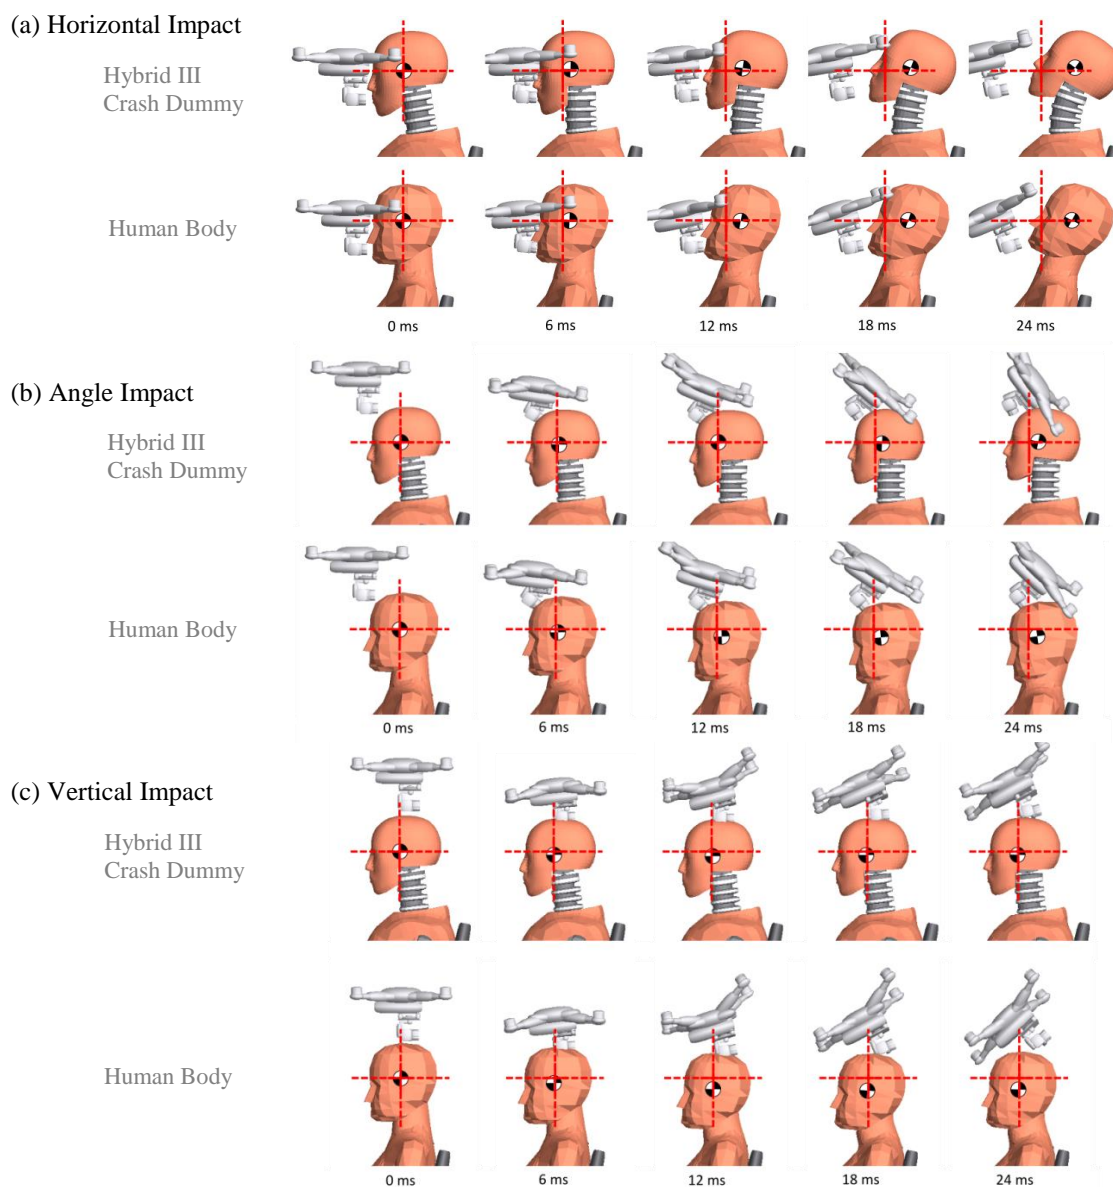 (a) Horizontal Impact
Hybrid III
Crash Dummy
Human Body
0 ms 6 ms 12 ms 18 ms 24 ms
(b) Angle Impact
Hybrid III
Crash Dummy
Human Body
0 ms 6 ms 12 ms 18 ms 24 ms
(c) Vertical Impact
Hybrid III
Crash Dummy
Human Body
0 ms 6 ms 12 ms 18 ms 24 ms